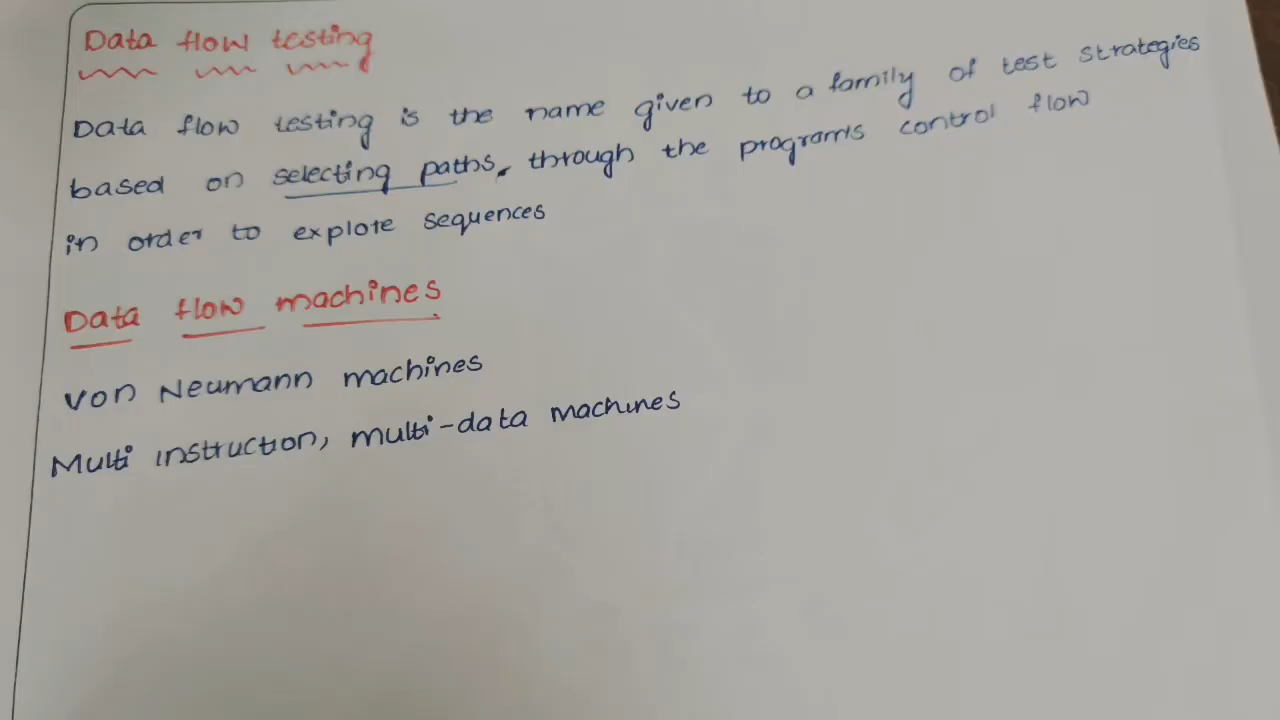 Data flow testing
Data flow testing is the name given to a family of test strategies
based on selecting paths through the programs control flow
in order to explote sequences
Data flow machines
Von Neumann machines
Multi instruction, multi-data machines